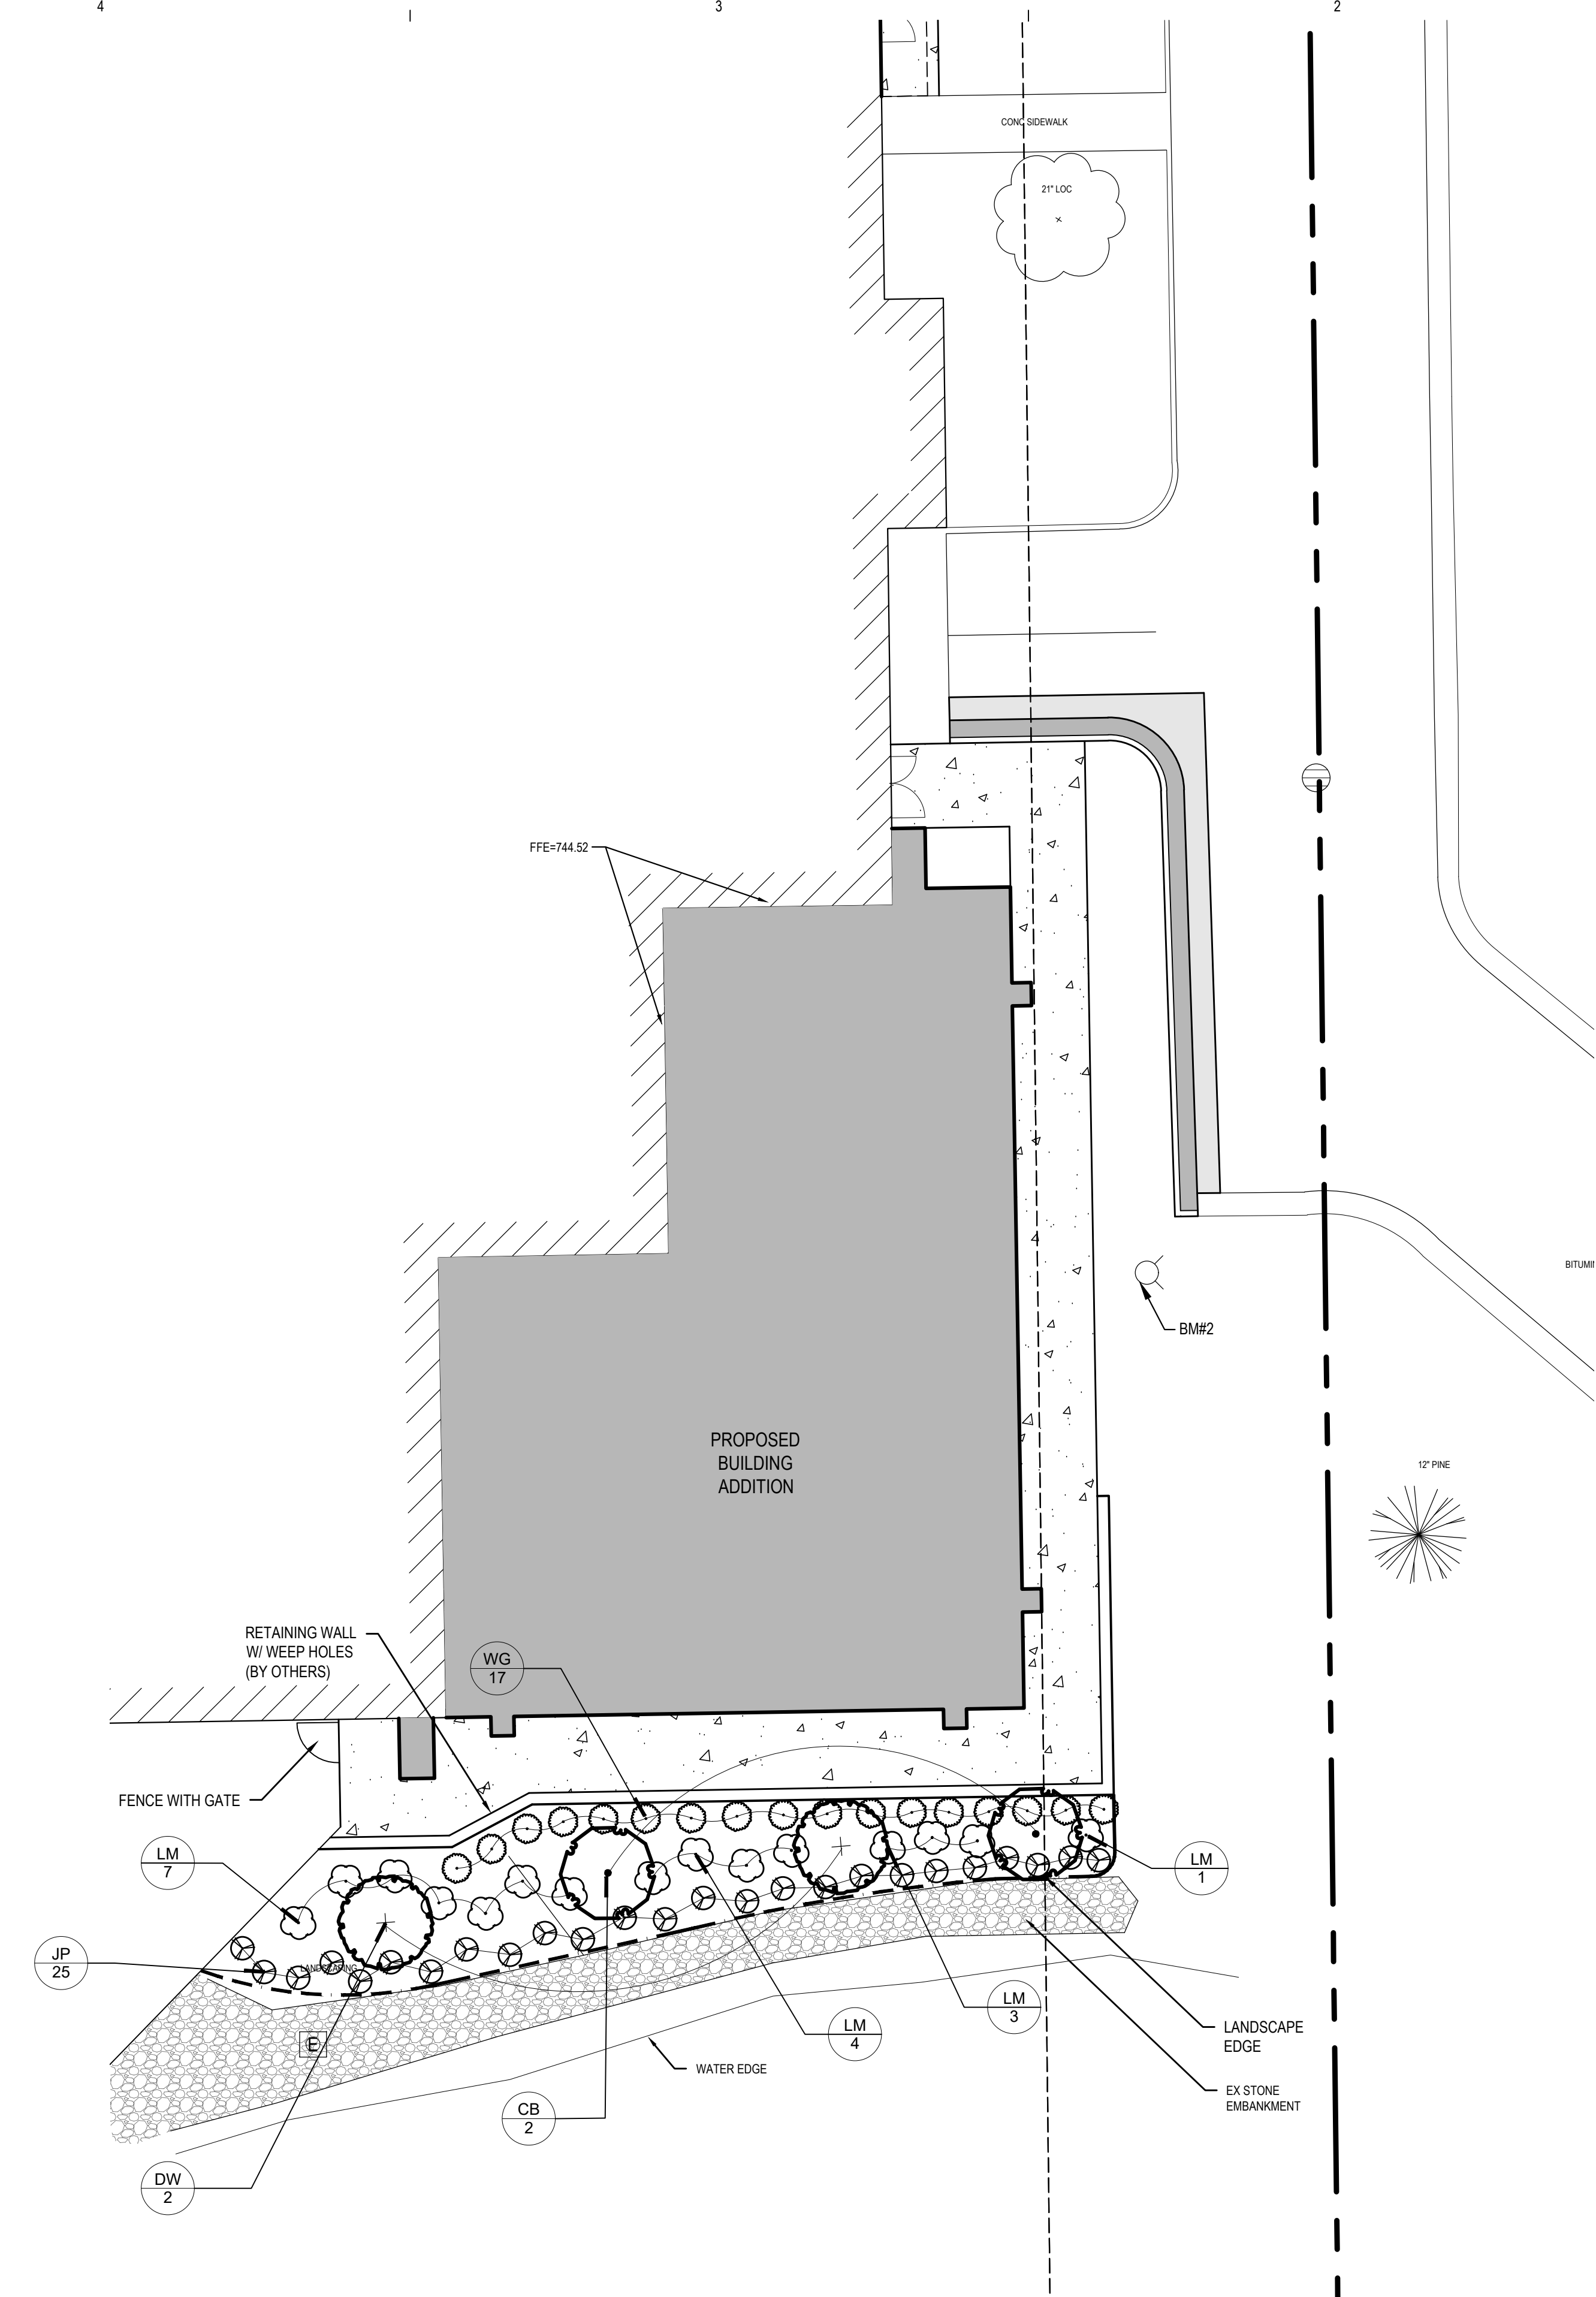 4
3
2
CONC SIDEWALK
21" LOC
FFE=744.52
BM#2
PROPOSED
BUILDING
ADDITION
12" PINE
RETAINING WALL
W/ WEEP HOLES
(BY OTHERS)
WG
17
FENCE WITH GATE
LM
7
LM
1
JP
25
LANDSCAPING
E
LM
3
LM
4
LANDSCAPE
EDGE
WATER EDGE
EX STONE
EMBANKMENT
CB
2
DW
2